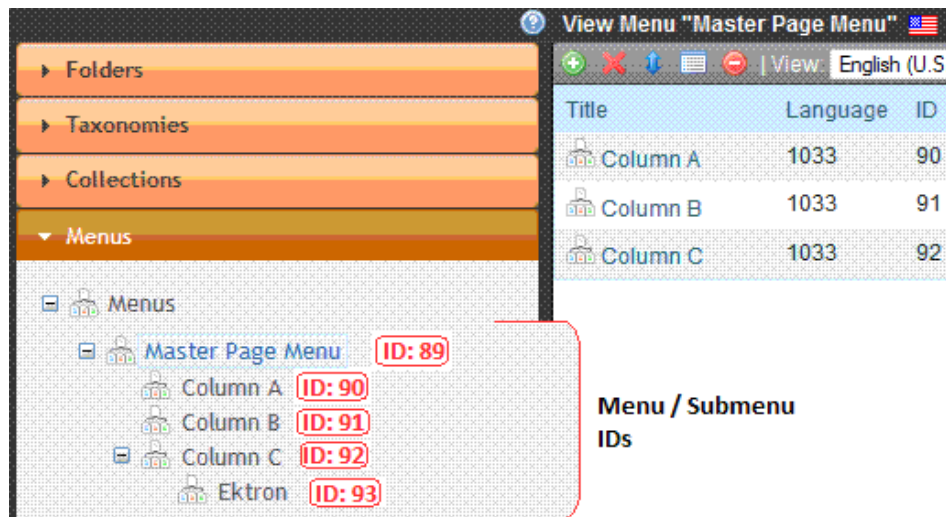 View Menu "Master Page Menu"
Folders
Taxonomies
Collections
Menus
| View: English (U.S
Title Language ID
Column A 1033 90
Column B 1033 91
Column C 1033 92
Menus
Master Page Menu ID: 89
Column A ID: 90
Column B ID: 91
Column C ID: 92
Ektron ID: 93
Menu / Submenu
IDs